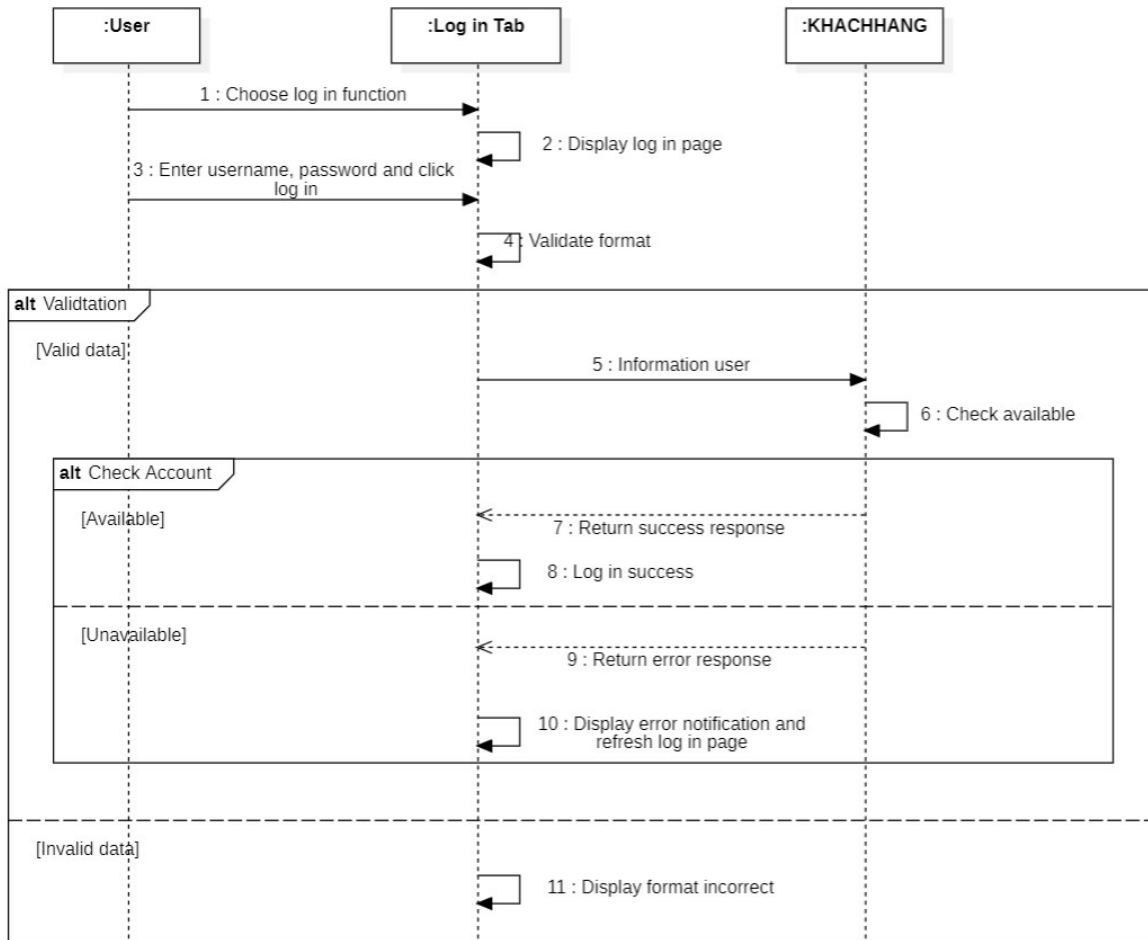 :User
:Log in Tab
:KHACHHANG
1 : Choose log in function
2 : Display log in page
3 : Enter username, password and click
log in
4 : Validate format
alt Validtation
[Valid data]
5 : Information user
6 : Check available
alt Check Account
[Available]
7 : Return success response
8 : Log in success
[Unavailable]
9 : Return error response
10 : Display error notification and
refresh log in page
[Invalid data]
11 : Display format incorrect